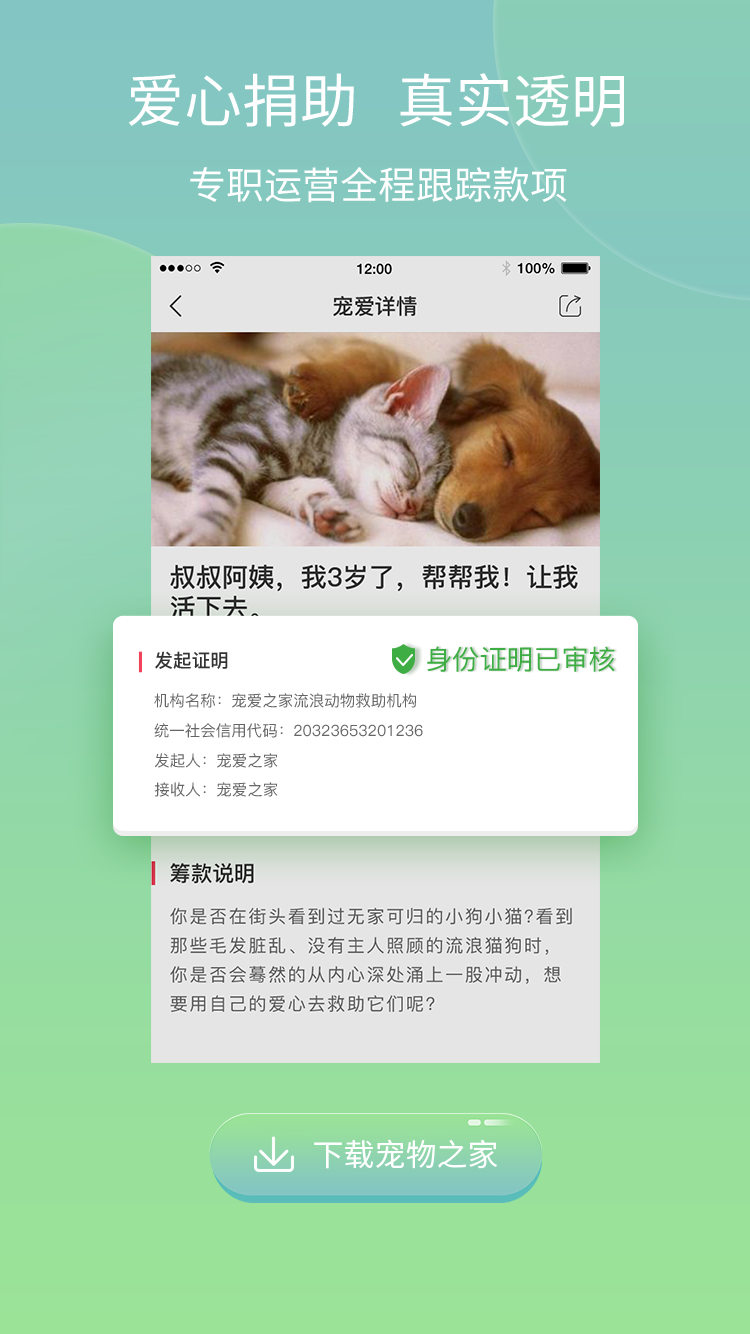 爱心捐助 真实透明
专职运营全程跟踪款项
12:00
100%
宠爱详情
叔叔阿姨，我3岁了，帮帮我！让我
活下去。
发起证明
身份证明已审核
机构名称：宠爱之家流浪动物救助机构
统一社会信用代码：20323653201236
发起人：宠爱之家
接收人：宠爱之家
筹款说明
你是否在街头看到过无家可归的小狗小猫？看到
那些毛发脏乱、没有主人照顾的流浪猫狗时，
你是否会蓦然的从内心深处涌上一股冲动，想
要用自己的爱心去救助它们呢？
下载宠物之家